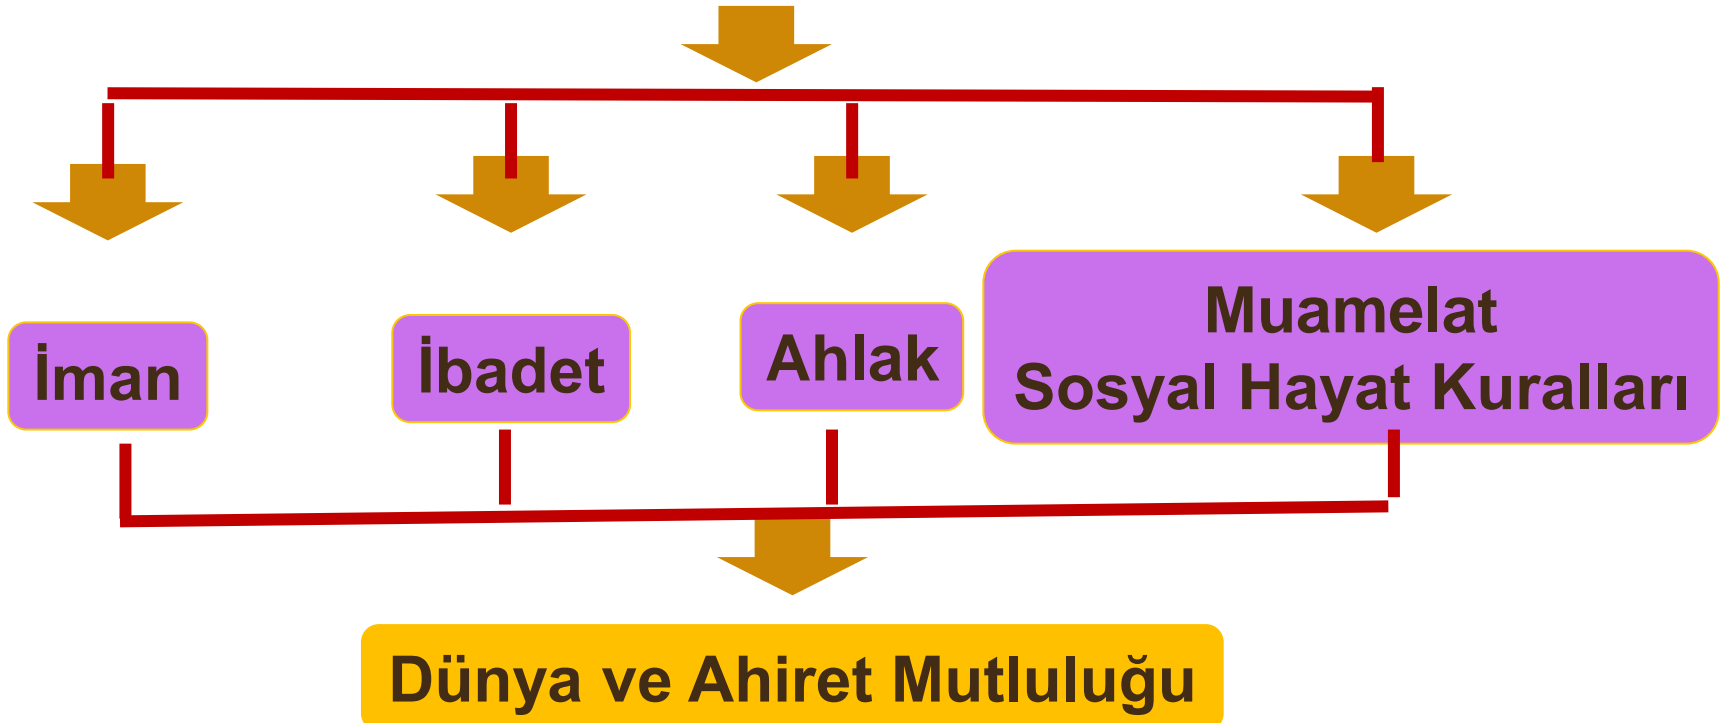 İman
İbadet
Ahlak
Muamelat
Sosyal Hayat Kuralları
Dünya ve Ahiret Mutluluğu